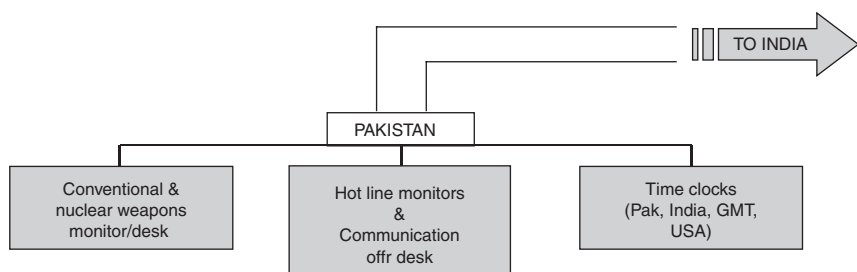 TO INDIA
PAKISTAN
Conventional &
nuclear weapons
monitor/desk
Hot line monitors
&
Communication
offr desk
Time clocks
(Pak, India, GMT,
USA)